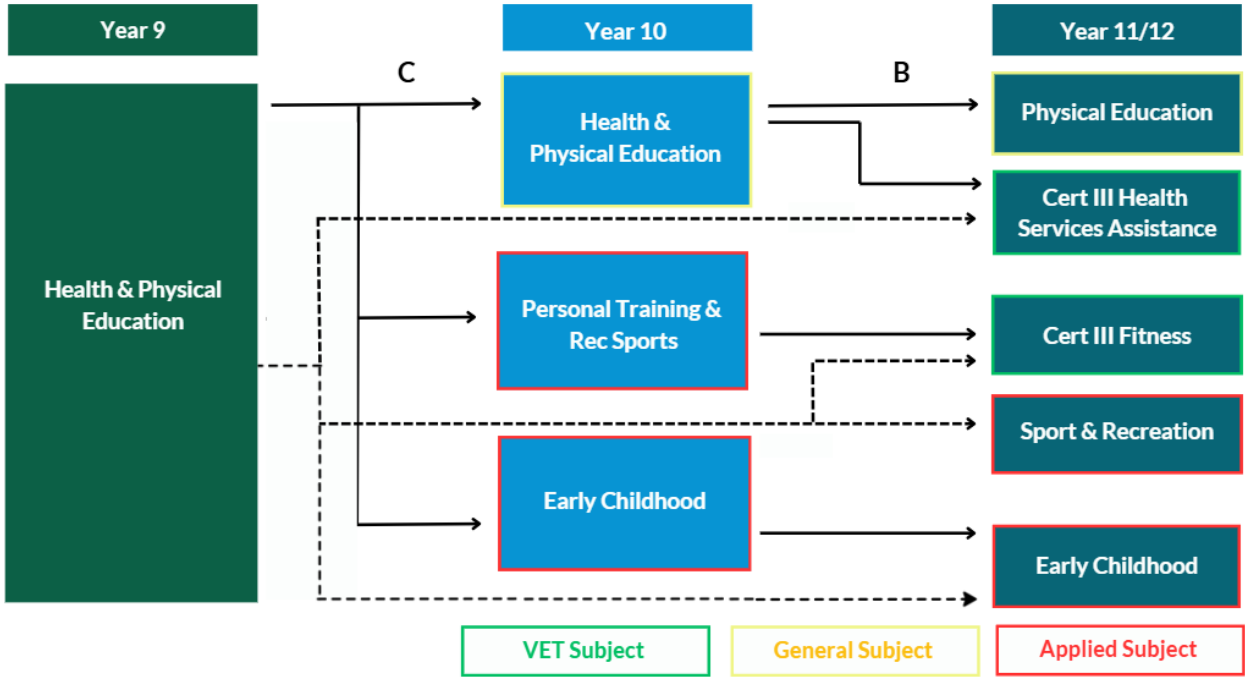 Year 9
Year 10
Year 11/12
C
B
Health &
Physical Education
Physical Education
Cert III Health
Services Assistance
Health & Physical
Education
Personal Training &
Rec Sports
Cert III Fitness
Sport & Recreation
Early Childhood
Early Childhood
VET Subject
General Subject
Applied Subject